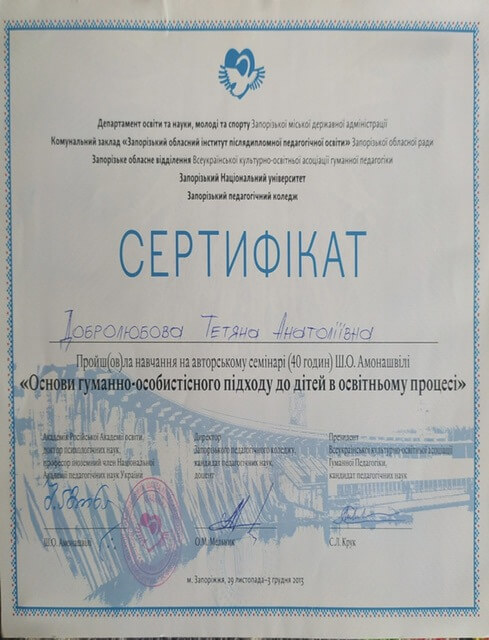 Департамент освіти та науки, молоді та спорту Запорізької міської державної адміністрації
Комунальний заклад «Запорізький обласний інститут післядипломної педагогічної освіти» Запорізької обласної ради
Запорізьке обласне відділення Всеукраїнської культурно-освітньої асоціації гуманної педагогіки
Запорізький Національний університет
Запорізький педагогічний коледж
СЕРТИФІКАТ
Добролюбова Тетяна Анатоліївна
Пройш(ов)ла навчання на авторському семінарі (40 годин) Ш.О. Амонашвілі
«Основи гуманно-особистісного підходу до дітей в освітньому процесі»
Академік Російської Академії освіти,
доктор психологічних наук,
професор, іноземний член Національної
Академії педагогічних наук України
Ш.О. Амонашвілі
Директор
Запорізького педагогічного коледжу,
кандидат педагогічних наук,
доцент
О.М. Мельник
Президент
Всеукраїнської культурно-освітньої асоціації
Гуманної Педагогіки,
кандидат педагогічних наук
С.Л. Крук
м. Запоріжжя, 29 листопада-3 грудня 2013